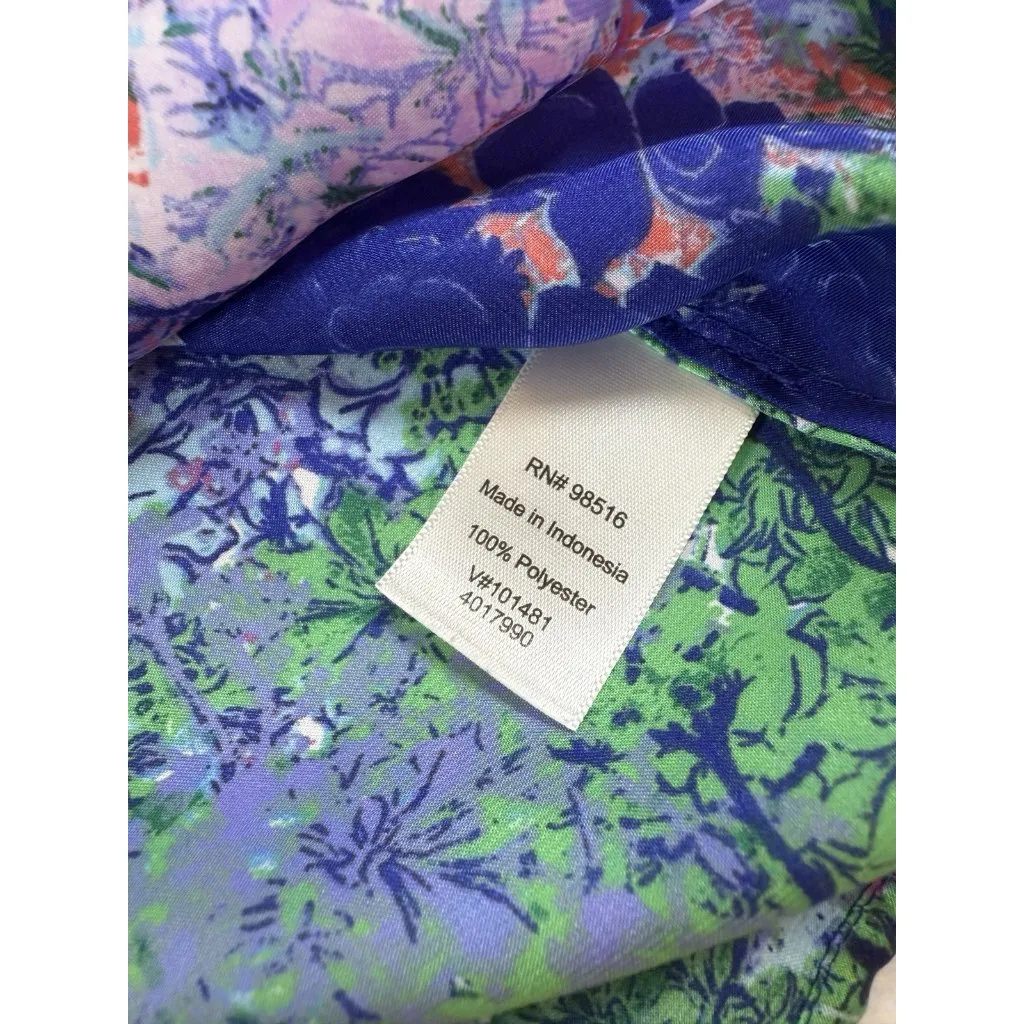 RN# 98516
Made in Indonesia
100% Polyester
V#101481
4017990